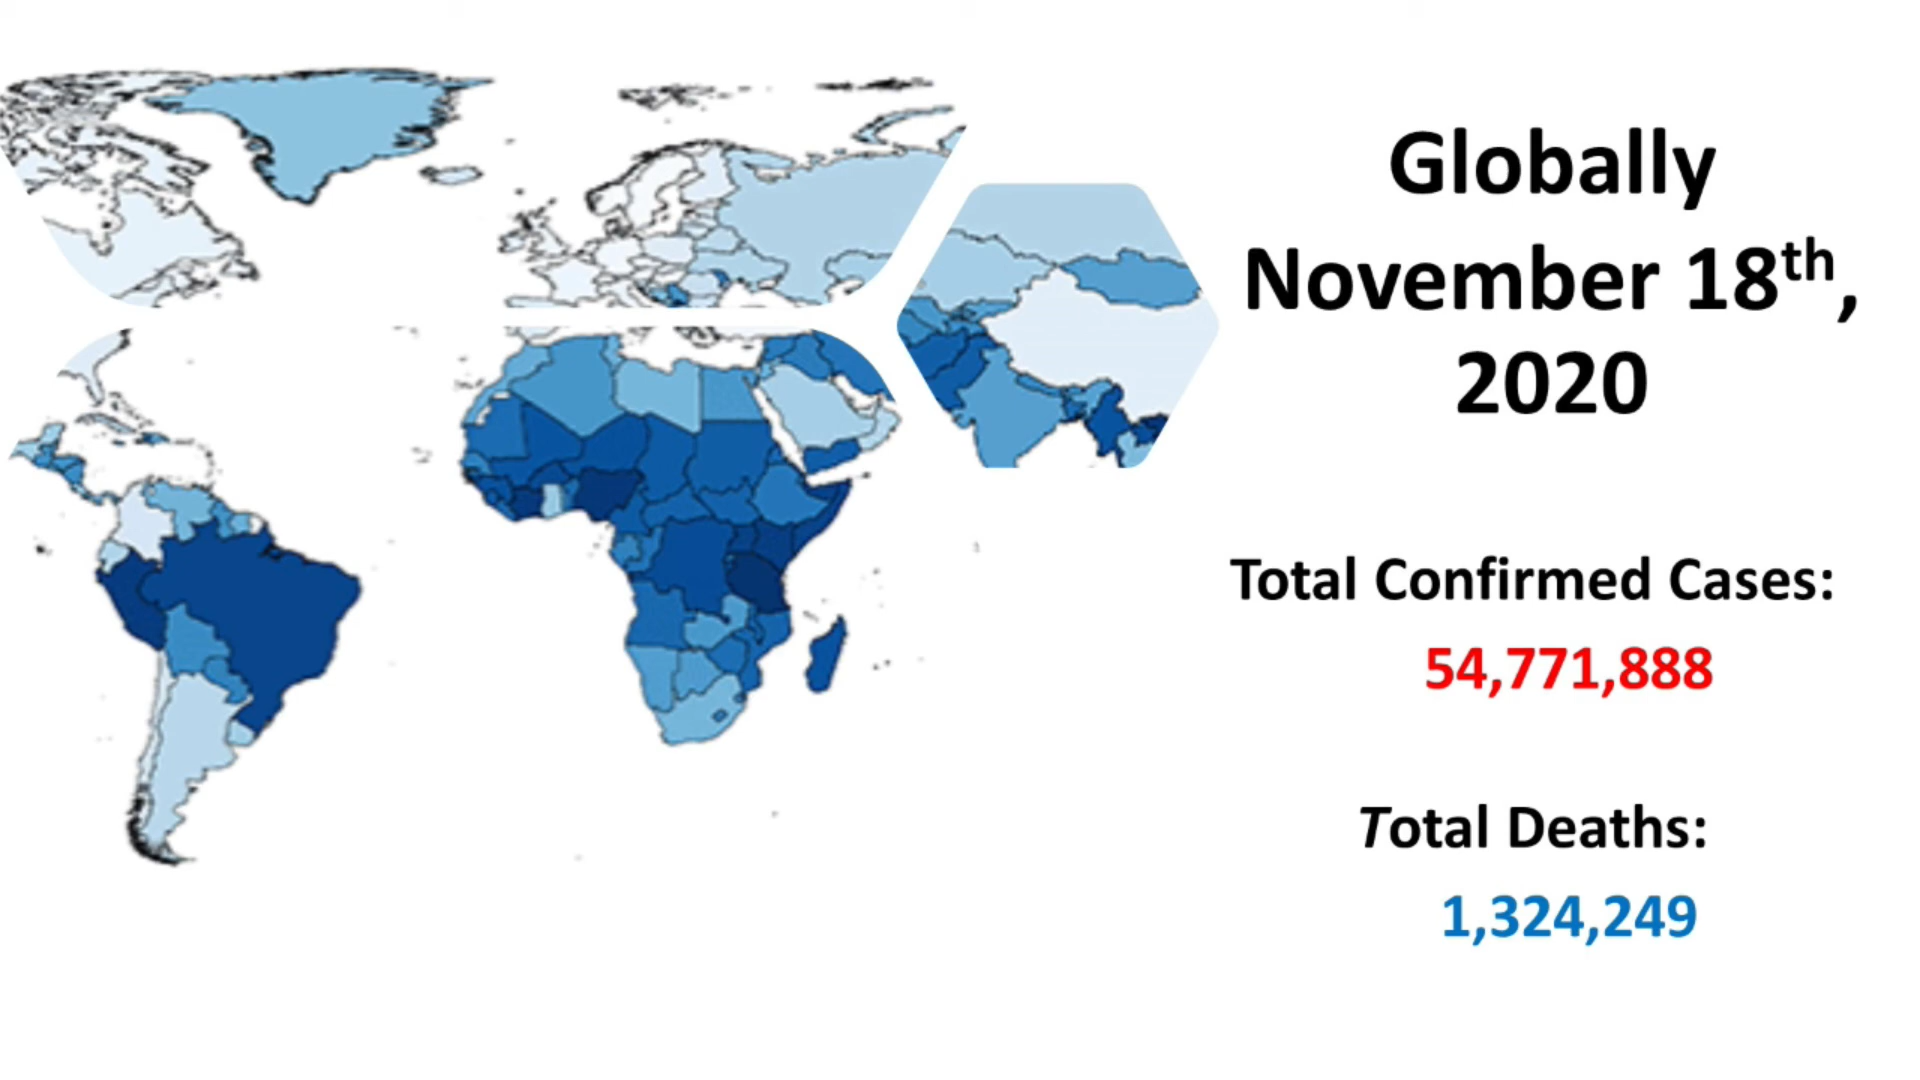 Globally
November 18th,
2020
Total Confirmed Cases:
54,771,888
Total Deaths:
1,324,249